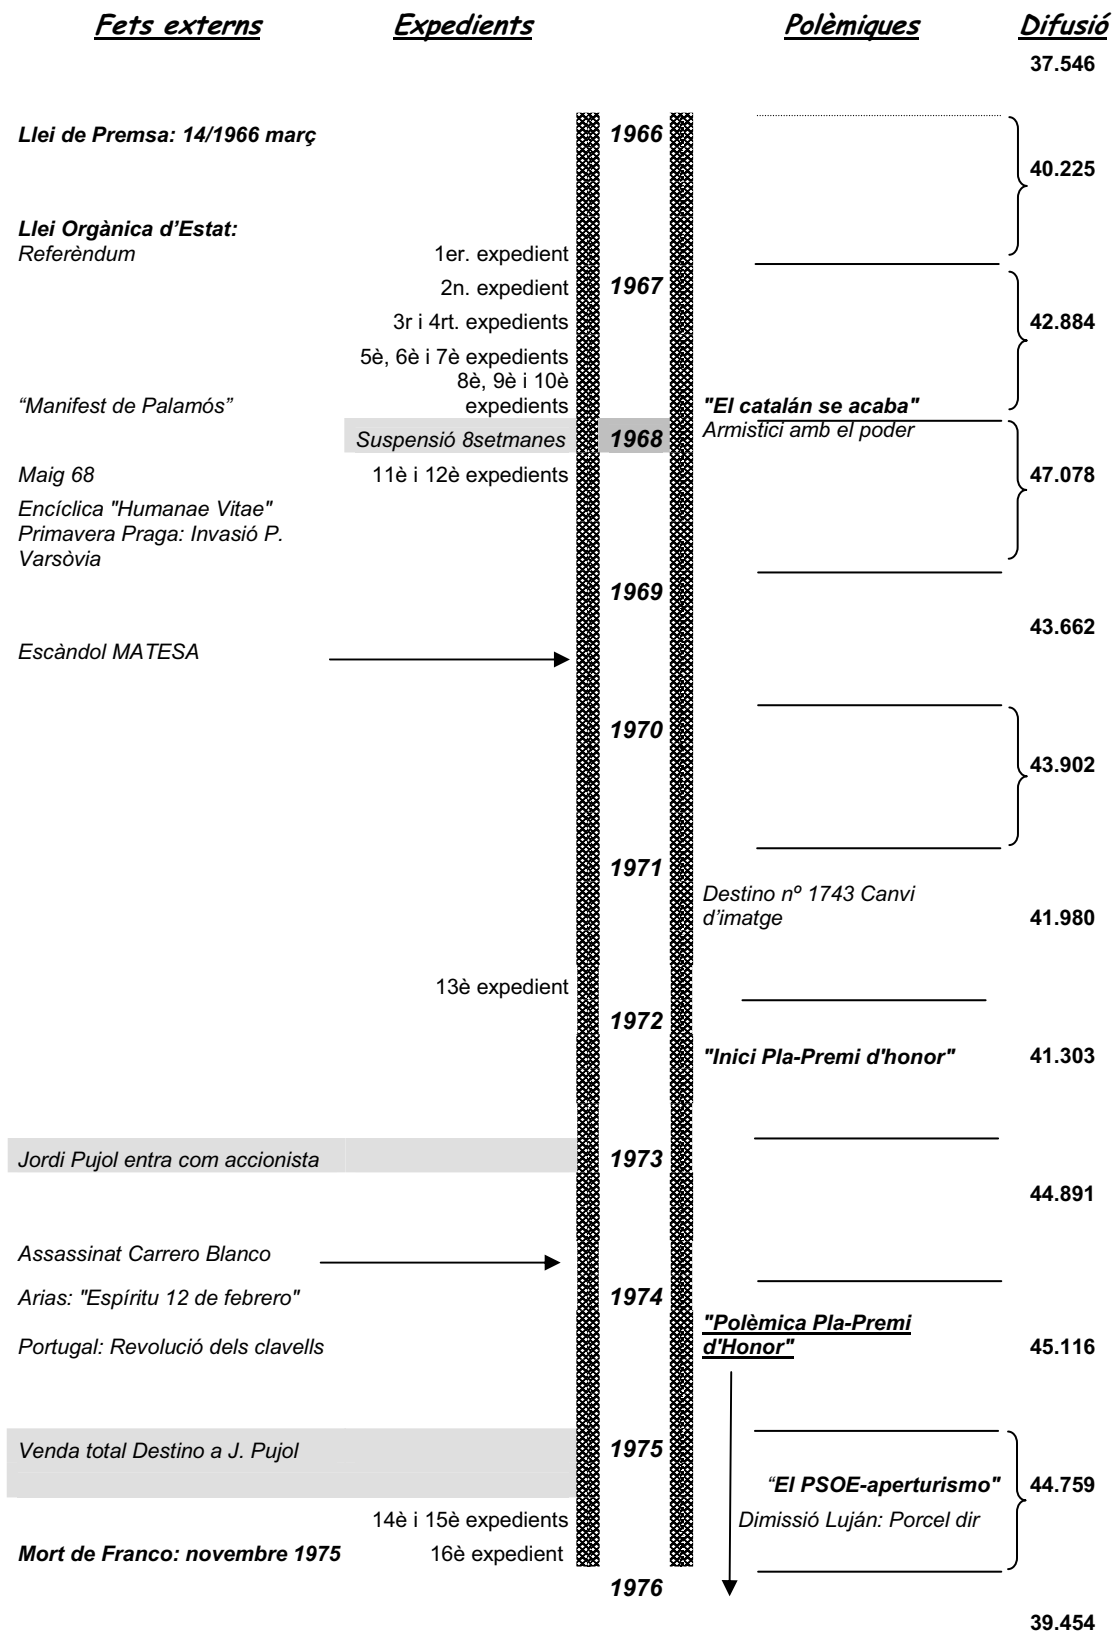 Fets externs Expedients Polèmiques Difusió
37.546
Llei de Premsa: 14/1966 març 1966
40.225
Llei Orgànica d’Estat:
Referèndum 1er. expedient
2n. expedient 1967
3r i 4rt. expedients 42.884
5è, 6è i 7è expedients
8è, 9è i 10è
“Manifest de Palamós” expedients "El catalán se acaba"
Armistici amb el poder
Suspensió 8setmanes 1968
Maig 68 11è i 12è expedients 47.078
Encíclica "Humanae Vitae"
Primavera Praga: Invasió P.
Varsòvia
1969
43.662
Escàndol MATESA
1970
43.902
1971
Destino nº 1743 Canvi
d’imatge 41.980
13è expedient
1972
"Inici Pla-Premi d'honor" 41.303
Jordi Pujol entra com accionista 1973
44.891
Assassinat Carrero Blanco
Arias: "Espíritu 12 de febrero" 1974
"Polèmica Pla-Premi
Portugal: Revolució dels clavells d'Honor" 45.116
Venda total Destino a J. Pujol 1975
“El PSOE-aperturismo" 44.759
14è i 15è expedients Dimissió Luján: Porcel dir
Mort de Franco: novembre 1975 16è expedient
1976
39.454